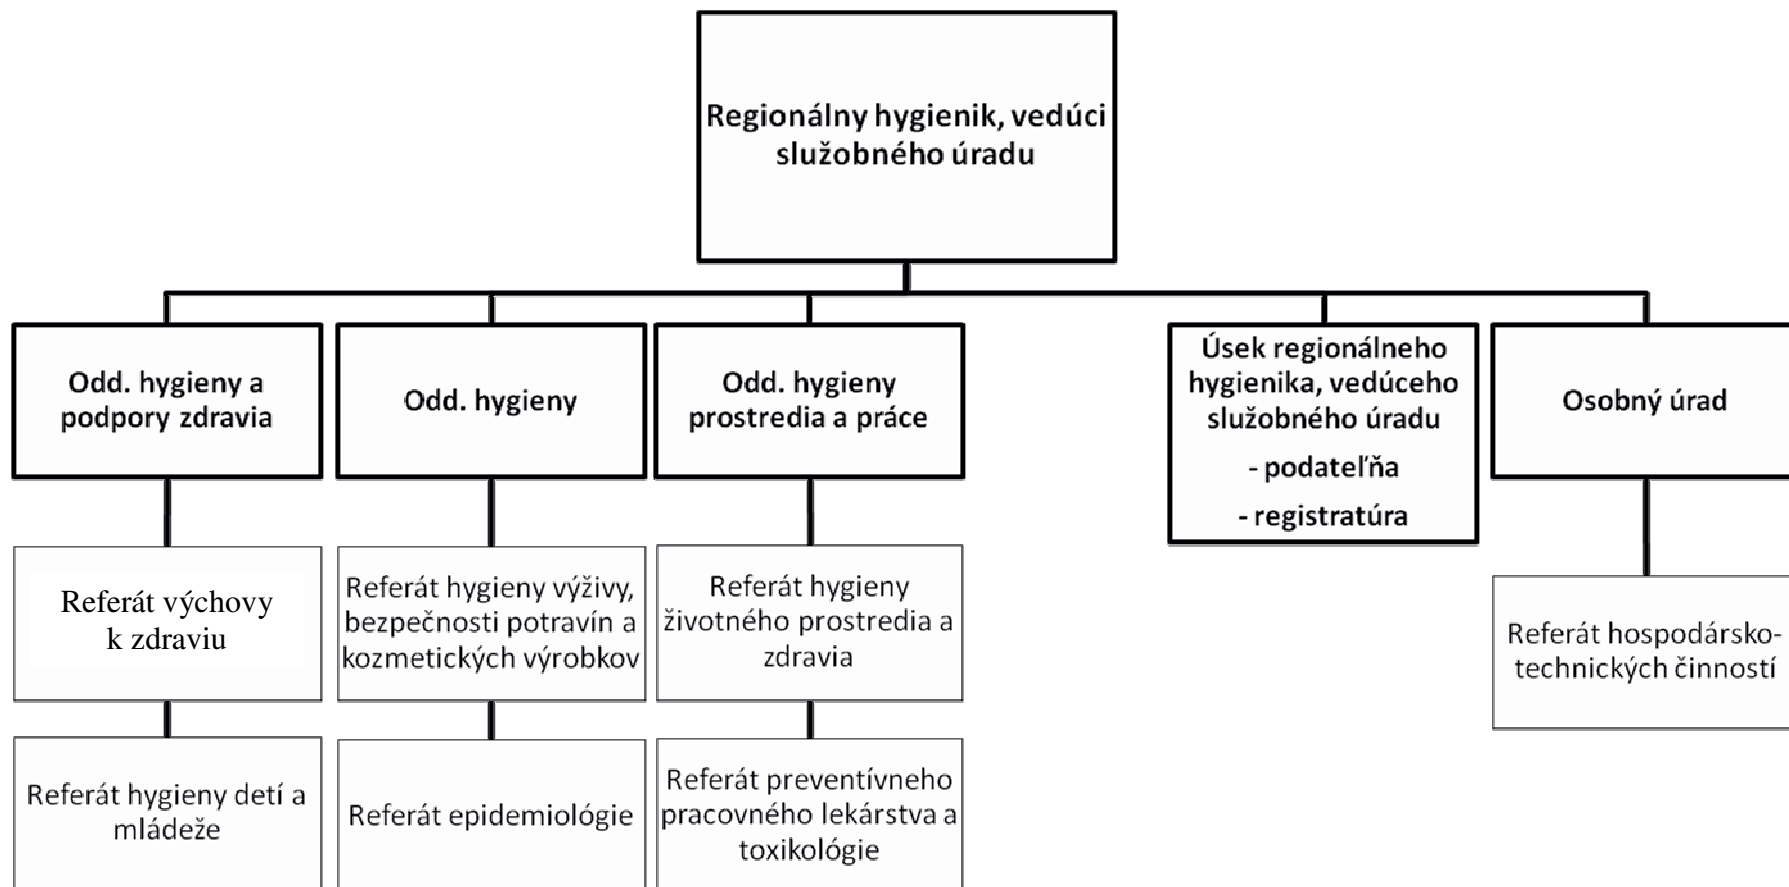 Regionálny hygienik, vedúci
služobného úradu
Odd. hygieny a
podpory zdravia
Odd. hygieny
Odd. hygieny
prostredia a práce
Úsek regionálneho
hygienika, vedúceho
služobného úradu
- podateľňa
- registratúra
Osobný úrad
Referát výchovy
k zdraviu
Referát hygieny výživy,
bezpečnosti potravín a
kozmetických výrobkov
Referát hygieny
životného prostredia a
zdravia
Referát hospodársko-
technických činností
Referát hygieny detí a
mládeže
Referát epidemiológie
Referát preventívneho
pracovného lekárstva a
toxikológie